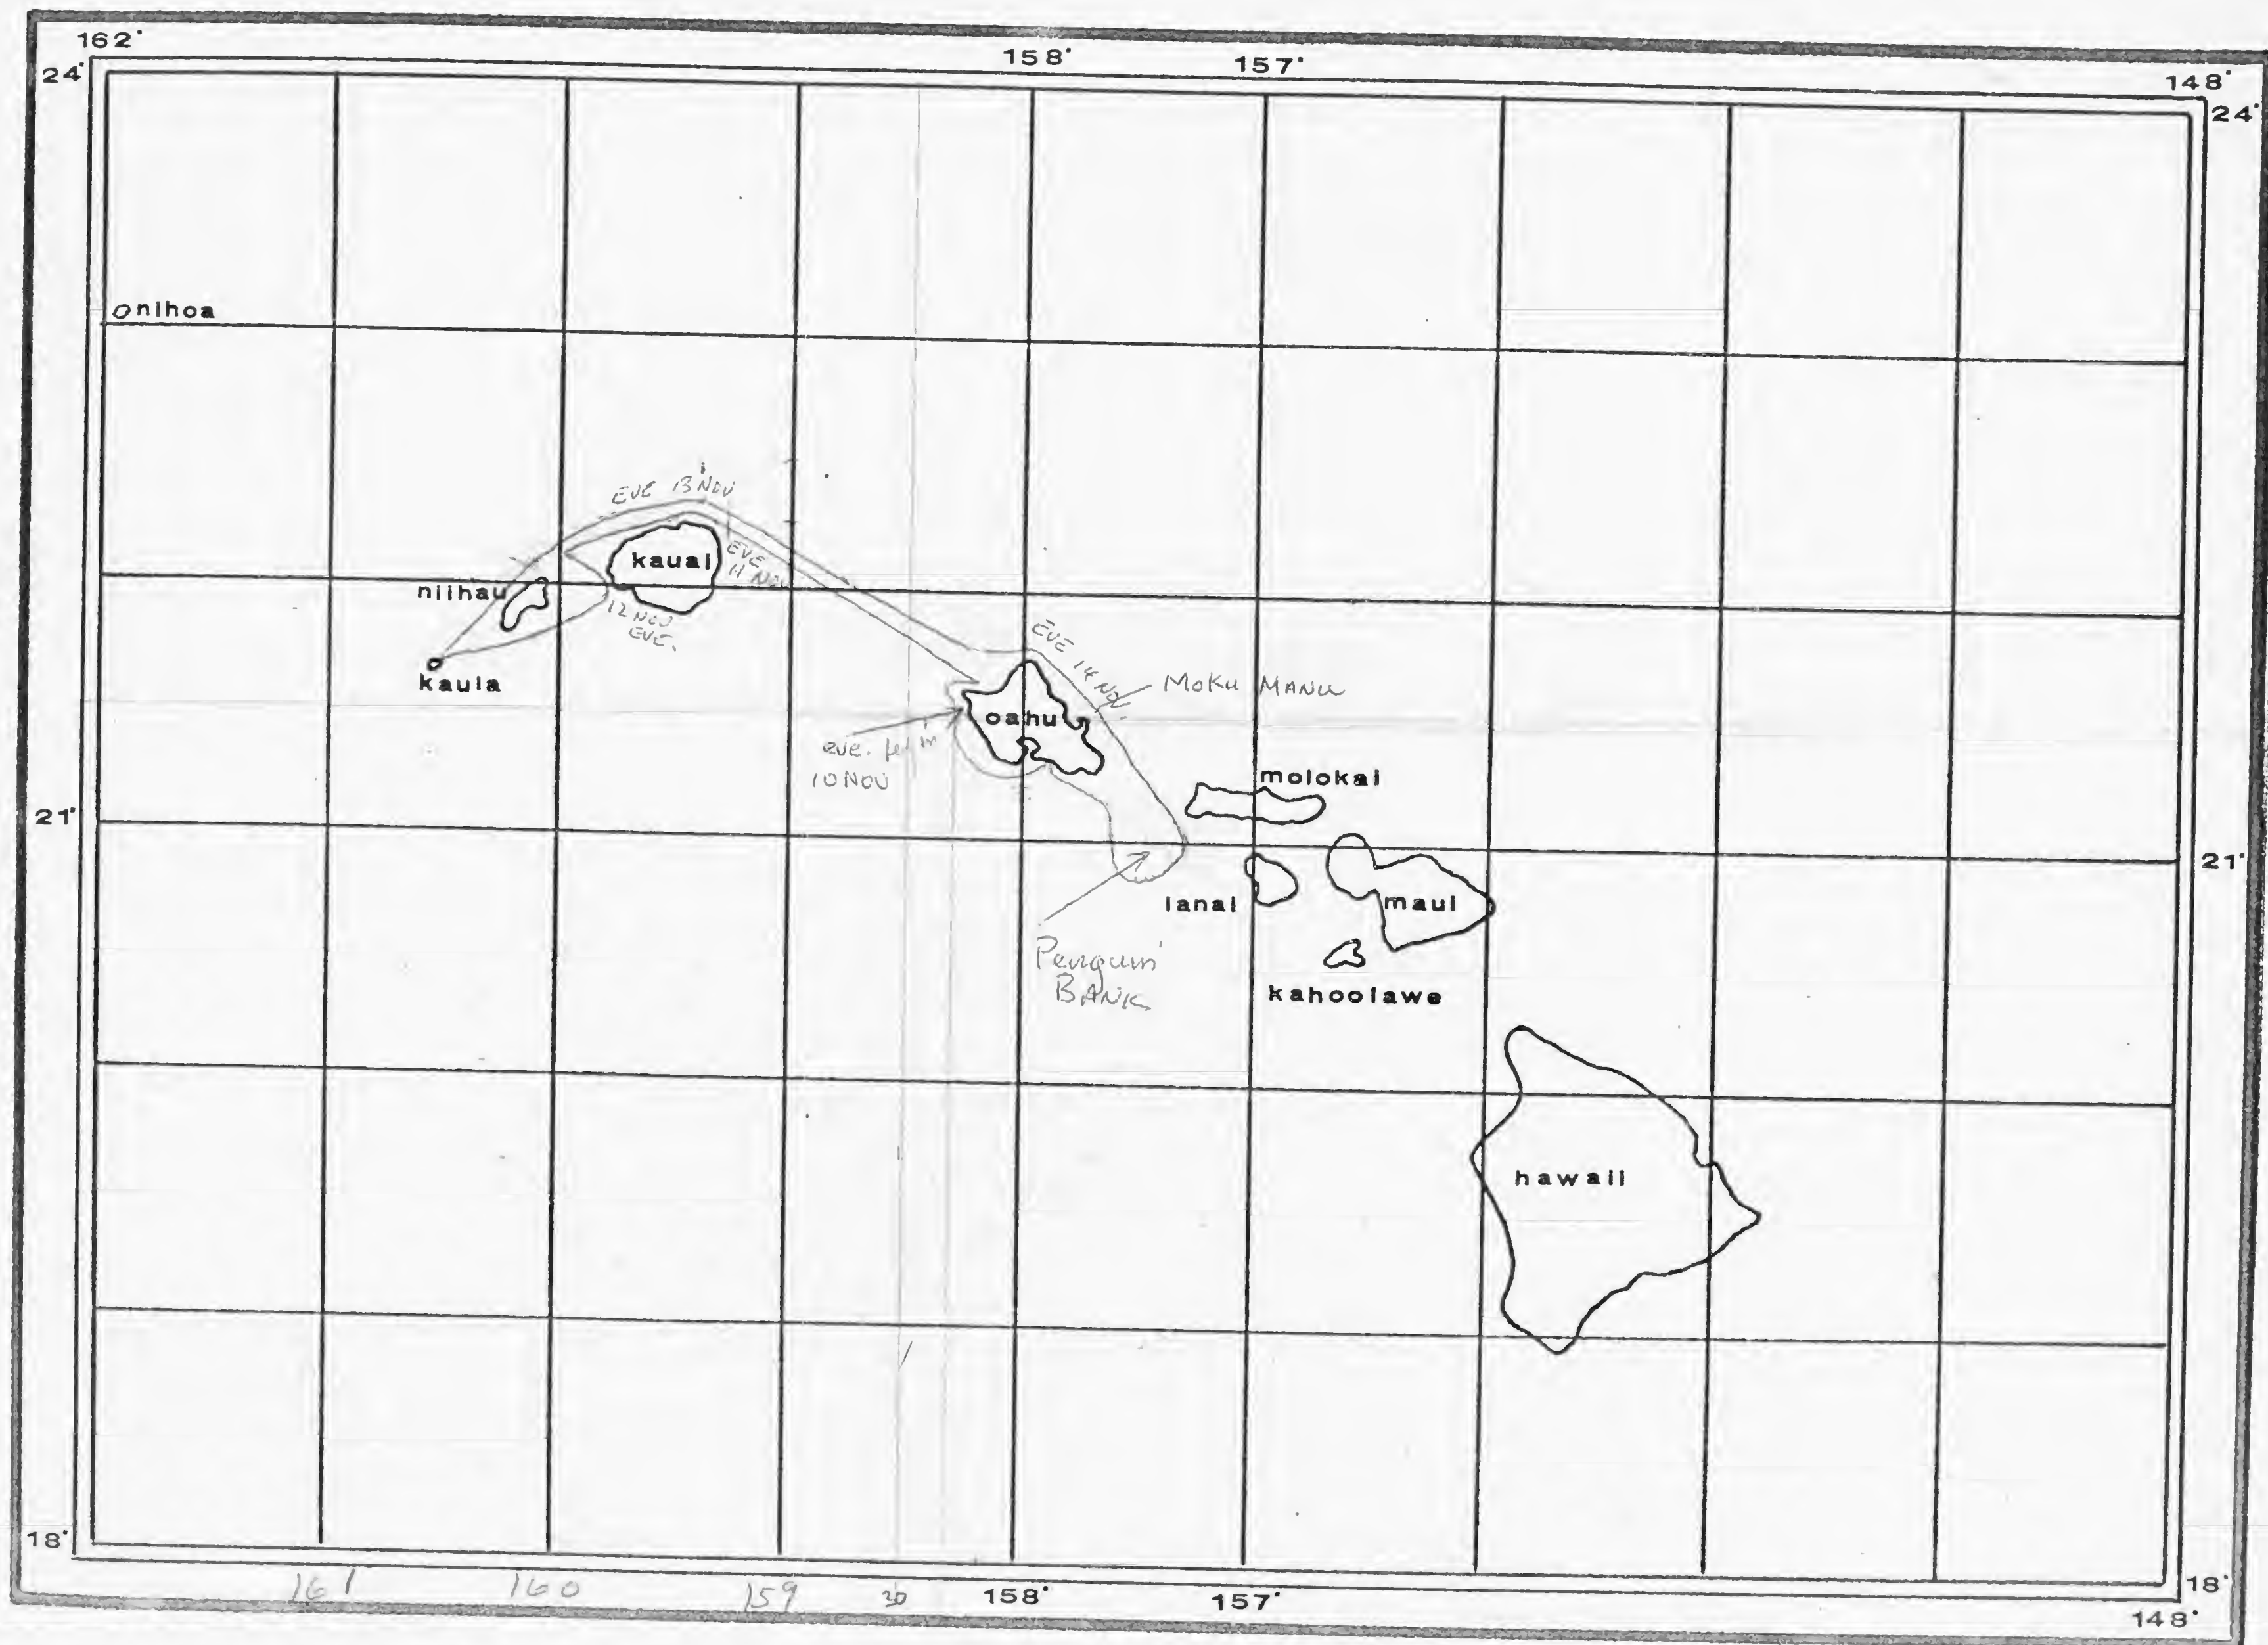 162°
158°
157°
148°
24°
24°
nihoa
EVE 13 NOV
kauai
EVE
11 NOV
niihau
12 NOV
EVE.
kaula
EVE 14 NOV.
MOKU MANU
oahu
eve.
10 NOV
molokai
21°
21°
lanai
maui
Penguin
BANK
kahoolawe
hawaii
18°
18°
161
160
159
30
158°
157°
148°